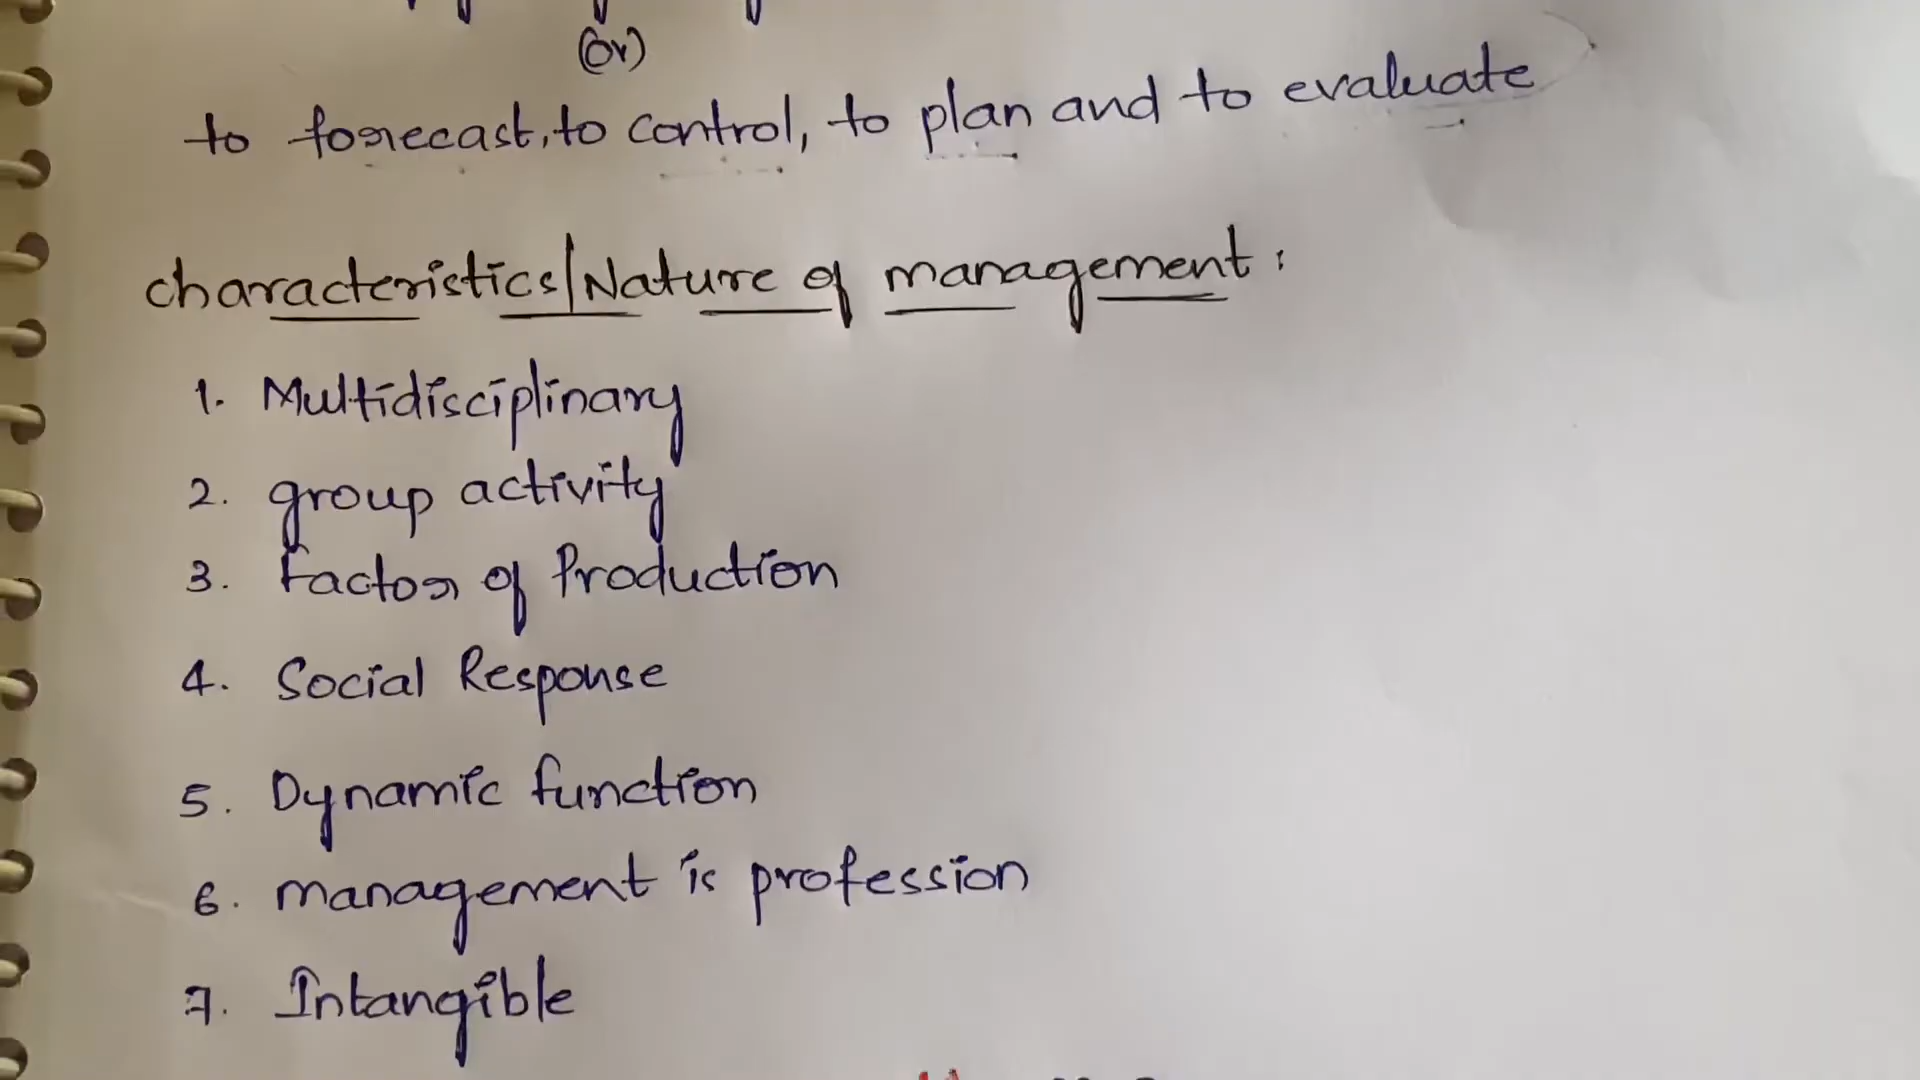 (or)
to forecast, to control, to plan and to evaluate
characteristics/Nature of management:
1. Multidisciplinary
2. group activity
3. Factor of Production
4. Social Response
5. Dynamic function
6. management is profession
7. Intangible